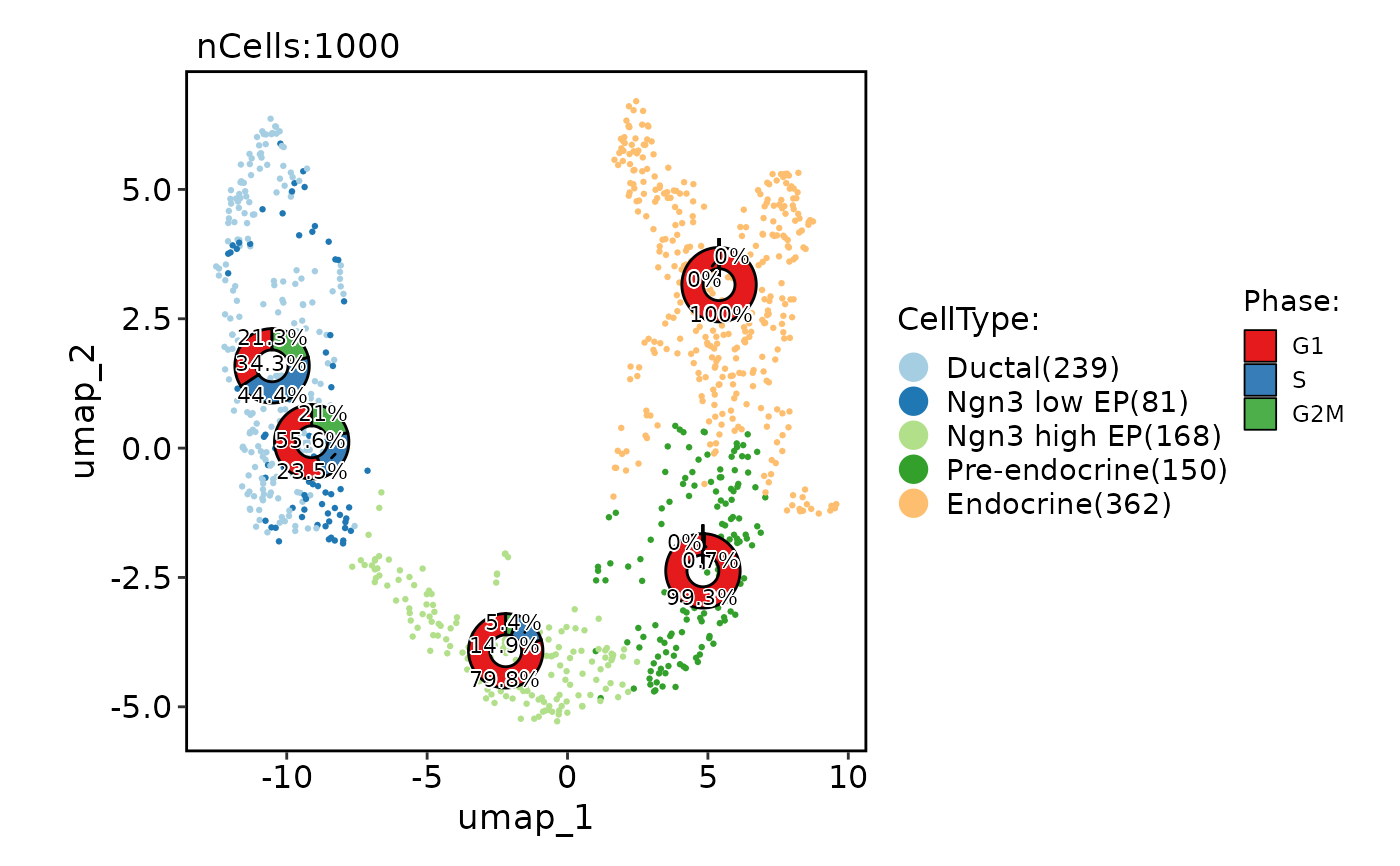 nCells:1000
5.0
2.5
0.0
-2.5
-5.0
umap_2
-10
-5
0
5
10
umap_1
21.3%
34.3%
44.4%
21%
55.6%
23.5%
5.4%
14.9%
79.8%
0%
0.7%
99.3%
0%
0%
100%
CellType:
Ductal(239)
Ngn3 low EP(81)
Ngn3 high EP(168)
Pre-endocrine(150)
Endocrine(362)
Phase:
G1
S
G2M